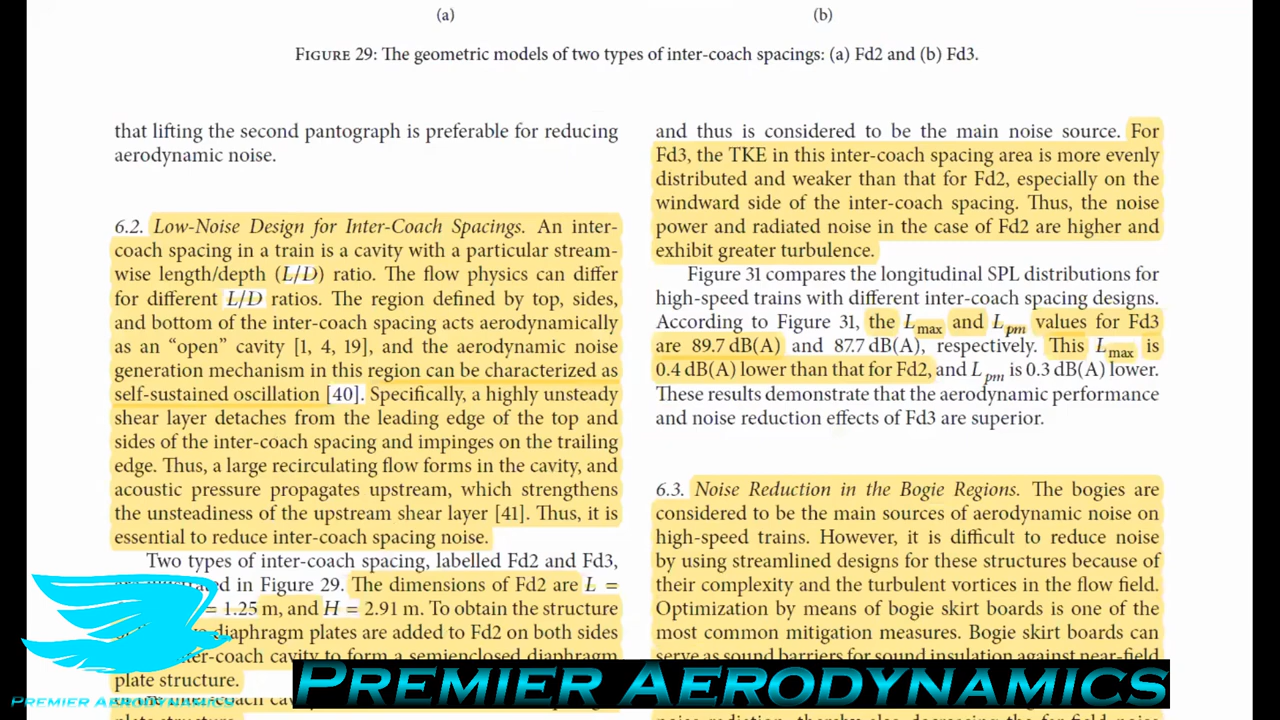 (a)
(b)
FIGURE 29: The geometric models of two types of inter-coach spacings: (a) Fd2 and (b) Fd3.
that lifting the second pantograph is preferable for reducing
aerodynamic noise.
6.2. Low-Noise Design for Inter-Coach Spacings. An inter-
coach spacing in a train is a cavity with a particular stream-
wise length/depth (L/D) ratio. The flow physics can differ
for different L/D ratios. The region defined by top, sides,
and bottom of the inter-coach spacing acts aerodynamically
as an “open” cavity [1, 4, 19], and the aerodynamic noise
generation mechanism in this region can be characterized as
self-sustained oscillation [40]. Specifically, a highly unsteady
shear layer detaches from the leading edge of the top and
sides of the inter-coach spacing and impinges on the trailing
edge. Thus, a large recirculating flow forms in the cavity, and
acoustic pressure propagates upstream, which strengthens
the unsteadiness of the upstream shear layer [41]. Thus, it is
essential to reduce inter-coach spacing noise.
Two types of inter-coach spacing, labelled Fd2 and Fd3,
in Figure 29. The dimensions of Fd2 are L =
= 1.25 m, and H = 2.91 m. To obtain the structure
diaphragm plates are added to Fd2 on both sides
cavity to form a semienclosed diaphragm
plate structure.
and thus is considered to be the main noise source. For
Fd3, the TKE in this inter-coach spacing area is more evenly
distributed and weaker than that for Fd2, especially on the
windward side of the inter-coach spacing. Thus, the noise
power and radiated noise in the case of Fd2 are higher and
exhibit greater turbulence.
Figure 31 compares the longitudinal SPL distributions for
high-speed trains with different inter-coach spacing designs.
According to Figure 31, the Lmax and Lpm values for Fd3
are 89.7 dB(A) and 87.7 dB(A), respectively. This Lmax is
0.4 dB(A) lower than that for Fd2, and Lpm is 0.3 dB(A) lower.
These results demonstrate that the aerodynamic performance
and noise reduction effects of Fd3 are superior.
6.3. Noise Reduction in the Bogie Regions. The bogies are
considered to be the main sources of aerodynamic noise on
high-speed trains. However, it is difficult to reduce noise
by using streamlined designs for these structures because of
their complexity and the turbulent vortices in the flow field.
Optimization by means of bogie skirt boards is one of the
most common mitigation measures. Bogie skirt boards can
serve as sound barriers for sound insulation against near-field
PREMIER AERODYNAMICS
PREMIER AERODYNAMICS